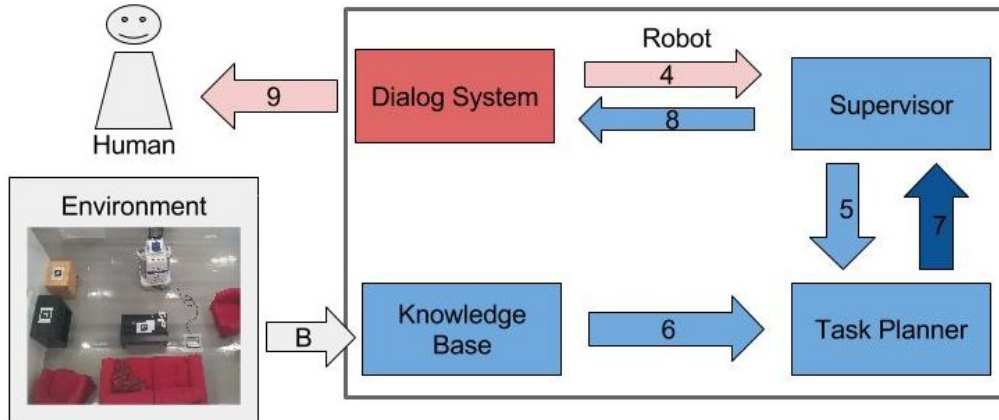 Robot
9
Dialog System
4
8
Supervisor
Human
Environment
5
7
B
Knowledge
Base
6
Task Planner